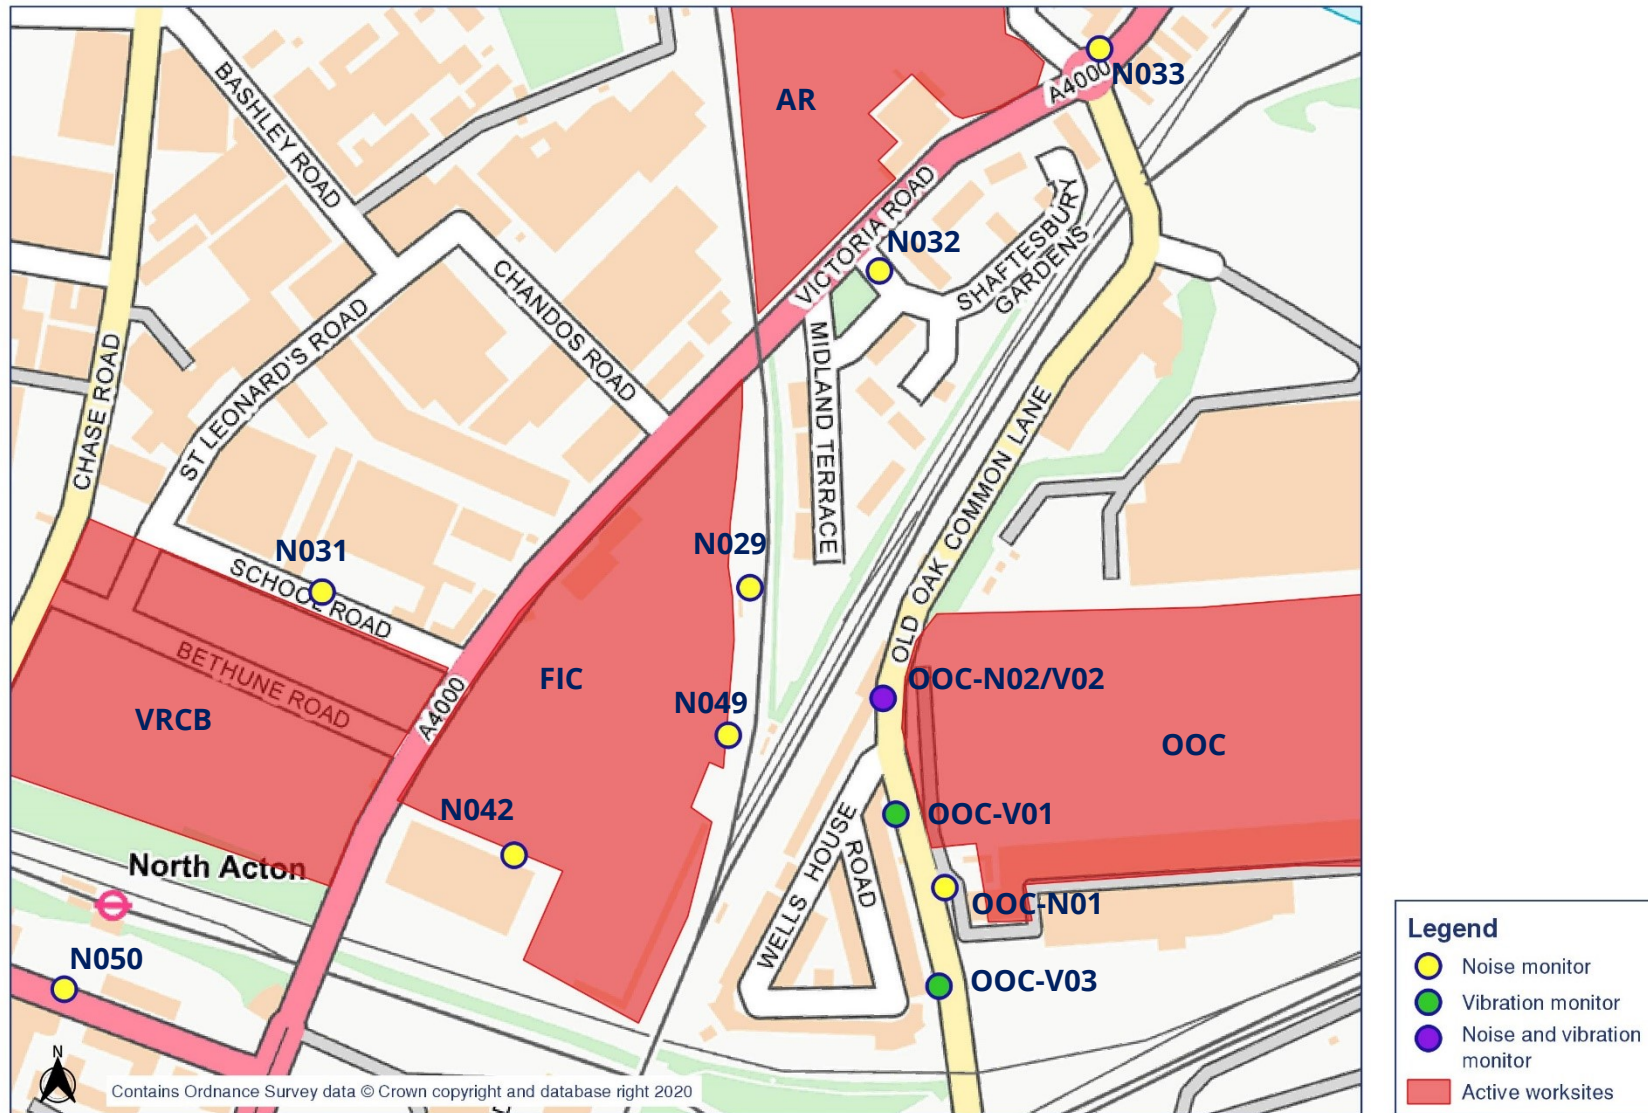 AR
A4000
N033
BASHLEY ROAD
VICTORIA ROAD
N032
SHAFTESBURY
GARDENS
CHANDOS ROAD
ST LEONARD'S ROAD
CHASE ROAD
MIDLAND TERRACE
OLD OAK COMMON LANE
N031
SCHOOL ROAD
N029
BETHUNE ROAD
VRCB
A4000
FIC
N049
OOC-N02/V02
OOC
N042
OOC-V01
WELLS HOUSE
ROAD
North Acton
OOC-N01
N050
OOC-V03
N
Contains Ordnance Survey data © Crown copyright and database right 2020
Legend
Noise monitor
Vibration monitor
Noise and vibration
monitor
Active worksites